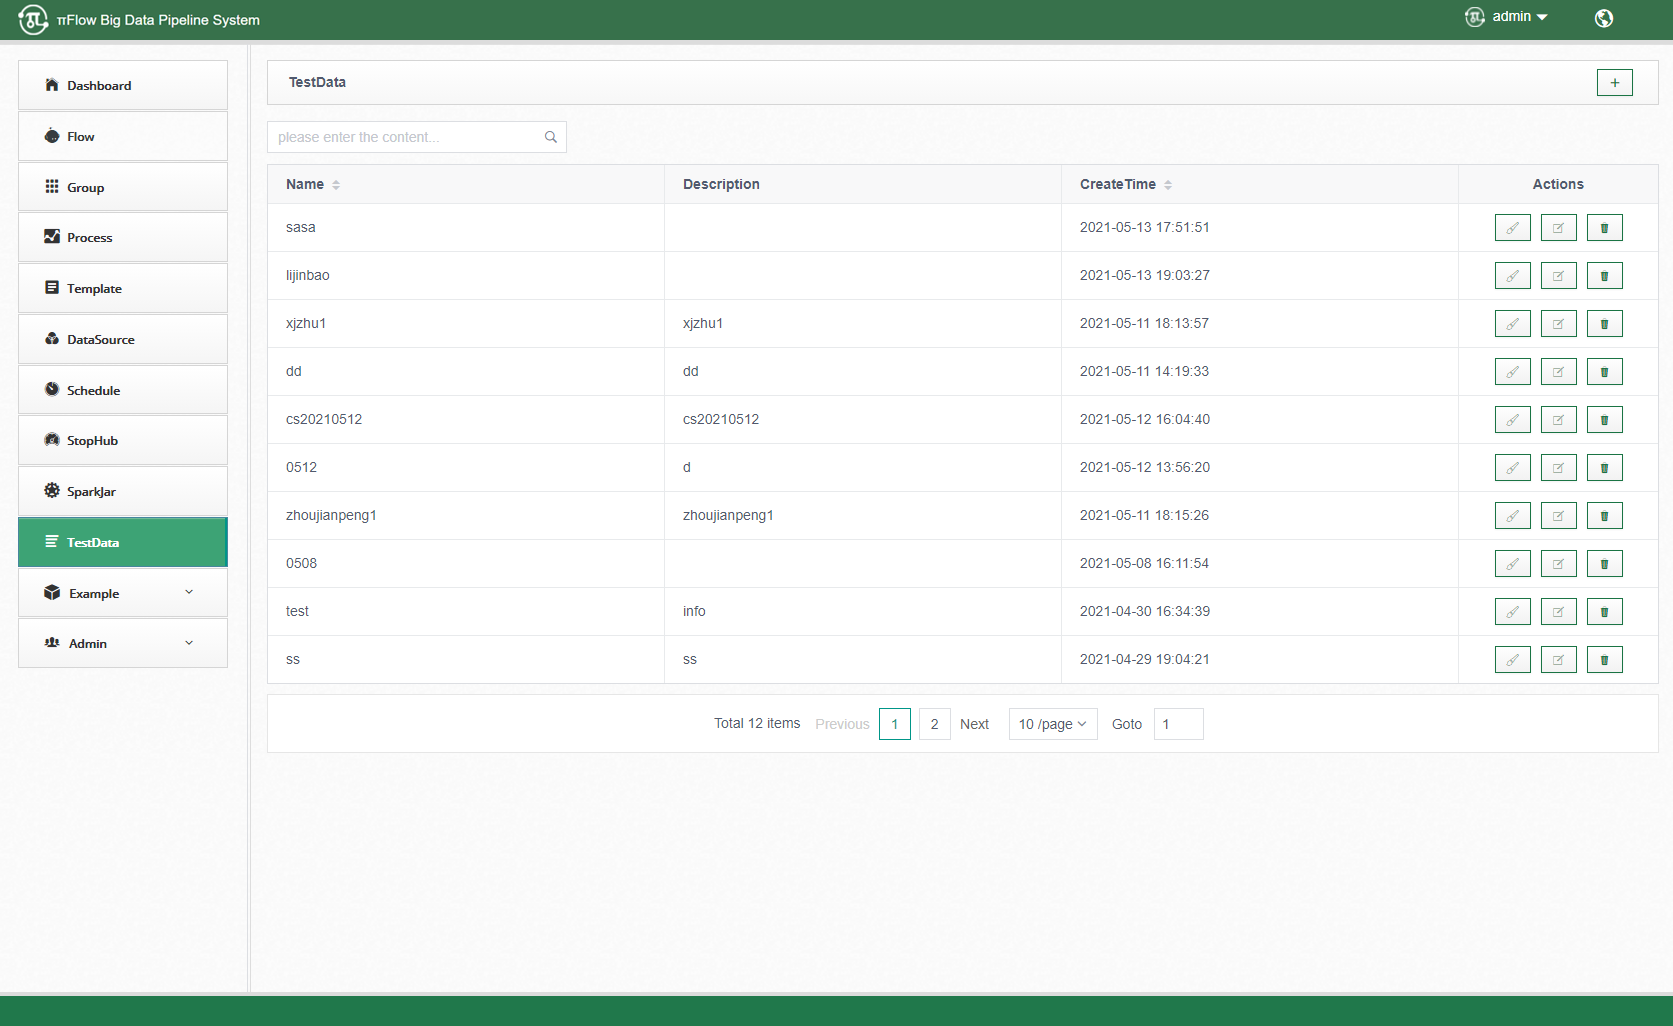 πFlow Big Data Pipeline System
admin
Dashboard
Flow
Group
Process
Template
DataSource
Schedule
StopHub
SparkJar
TestData
Example
Admin
TestData
+
please enter the content...
Name Description CreateTime Actions
sasa 2021-05-13 17:51:51
lijinbao 2021-05-13 19:03:27
xjzhu1 xjzhu1 2021-05-11 18:13:57
dd dd 2021-05-11 14:19:33
cs20210512 cs20210512 2021-05-12 16:04:40
0512 d 2021-05-12 13:56:20
zhoujianpeng1 zhoujianpeng1 2021-05-11 18:15:26
0508 2021-05-08 16:11:54
test info 2021-04-30 16:34:39
ss ss 2021-04-29 19:04:21
Total 12 items Previous 1 2 Next 10 /page Goto 1